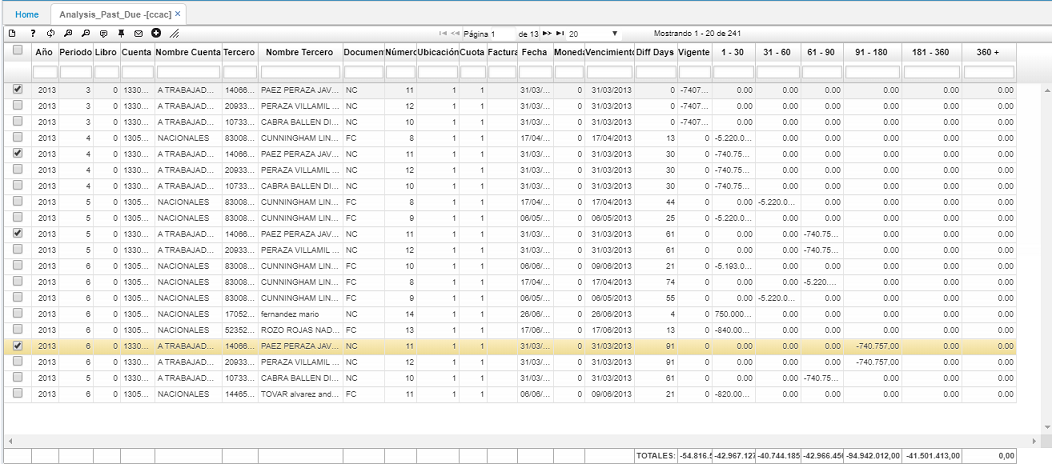 Home Analysis_Past_Due -[ccac] ×
Página 1 de 13 20 Mostrando 1 - 20 de 241
Año Periodo Libro Cuenta Nombre Cuenta Tercero Nombre Tercero Documen Número Ubicación Cuota Factura Fecha Moneda Vencimiento Diff Days Vigente 1 - 30 31 - 60 61 - 90 91 - 180 181 - 360 360 +
2013 3 0 1330... A TRABAJAD... 14066... PAEZ PERAZA JAV... NC 11 1 1 31/03/... 0 31/03/2013 0 -7407... 0.00 0.00 0.00 0.00 0.00 0.00
2013 3 0 1330... A TRABAJAD... 20933... PERAZA VILLAMIL ... NC 12 1 1 31/03/... 0 31/03/2013 0 -7407... 0.00 0.00 0.00 0.00 0.00 0.00
2013 3 0 1330... A TRABAJAD... 10733... CABRA BALLEN DI... NC 10 1 1 31/03/... 0 31/03/2013 0 -7407... 0.00 0.00 0.00 0.00 0.00 0.00
2013 4 0 1305... NACIONALES 83008... CUNNINGHAM LIN... FC 8 1 1 17/04/... 0 17/04/2013 13 0 -5.220.0... 0.00 0.00 0.00 0.00 0.00
2013 4 0 1330... A TRABAJAD... 14066... PAEZ PERAZA JAV... NC 11 1 1 31/03/... 0 31/03/2013 30 0 -740.75... 0.00 0.00 0.00 0.00 0.00
2013 4 0 1330... A TRABAJAD... 20933... PERAZA VILLAMIL ... NC 12 1 1 31/03/... 0 31/03/2013 30 0 -740.75... 0.00 0.00 0.00 0.00 0.00
2013 4 0 1330... A TRABAJAD... 10733... CABRA BALLEN DI... NC 10 1 1 31/03/... 0 31/03/2013 30 0 -740.75... 0.00 0.00 0.00 0.00 0.00
2013 5 0 1305... NACIONALES 83008... CUNNINGHAM LIN... FC 8 1 1 17/04/... 0 17/04/2013 44 0 0.00 -5.220.0... 0.00 0.00 0.00 0.00
2013 5 0 1305... NACIONALES 83008... CUNNINGHAM LIN... FC 9 1 1 06/05/... 0 06/05/2013 25 0 -5.220.0... 0.00 0.00 0.00 0.00 0.00
2013 5 0 1330... A TRABAJAD... 14066... PAEZ PERAZA JAV... NC 11 1 1 31/03/... 0 31/03/2013 61 0 0.00 0.00 -740.75... 0.00 0.00 0.00
2013 5 0 1330... A TRABAJAD... 20933... PERAZA VILLAMIL ... NC 12 1 1 31/03/... 0 31/03/2013 61 0 0.00 0.00 -740.75... 0.00 0.00 0.00
2013 6 0 1305... NACIONALES 83008... CUNNINGHAM LIN... FC 10 1 1 06/06/... 0 09/06/2013 21 0 -5.193.0... 0.00 0.00 0.00 0.00 0.00
2013 6 0 1305... NACIONALES 83008... CUNNINGHAM LIN... FC 8 1 1 17/04/... 0 17/04/2013 74 0 0.00 0.00 -5.220.... 0.00 0.00 0.00
2013 6 0 1305... NACIONALES 83008... CUNNINGHAM LIN... FC 9 1 1 06/05/... 0 06/05/2013 55 0 0.00 -5.220.0... 0.00 0.00 0.00 0.00
2013 6 0 1305... NACIONALES 17052... fernandez mario NC 14 1 1 26/06/... 0 26/06/2013 4 0 750.000... 0.00 0.00 0.00 0.00 0.00
2013 6 0 1305... NACIONALES 52352... ROZO ROJAS NAD... FC 13 1 1 17/06/... 0 17/06/2013 13 0 -840.00... 0.00 0.00 0.00 0.00 0.00
2013 6 0 1330... A TRABAJAD... 14066... PAEZ PERAZA JAV... NC 11 1 1 31/03/... 0 31/03/2013 91 0 0.00 0.00 0.00 -740.757,00 0.00 0.00
2013 6 0 1330... A TRABAJAD... 20933... PERAZA VILLAMIL ... NC 12 1 1 31/03/... 0 31/03/2013 91 0 0.00 0.00 0.00 -740.757,00 0.00 0.00
2013 5 0 1330... A TRABAJAD... 10733... CABRA BALLEN DI... NC 10 1 1 31/03/... 0 31/03/2013 61 0 0.00 0.00 -740.75... 0.00 0.00 0.00
2013 6 0 1305... NACIONALES 14465... TOVAR alvarez and... FC 11 1 1 06/06/... 0 09/06/2013 21 0 -820.00... 0.00 0.00 0.00 0.00 0.00
TOTALES: -54.816.5 -42.967.12 -40.744.185 -42.966.45 -94.942.012,00 -41.501.413,00 0,00